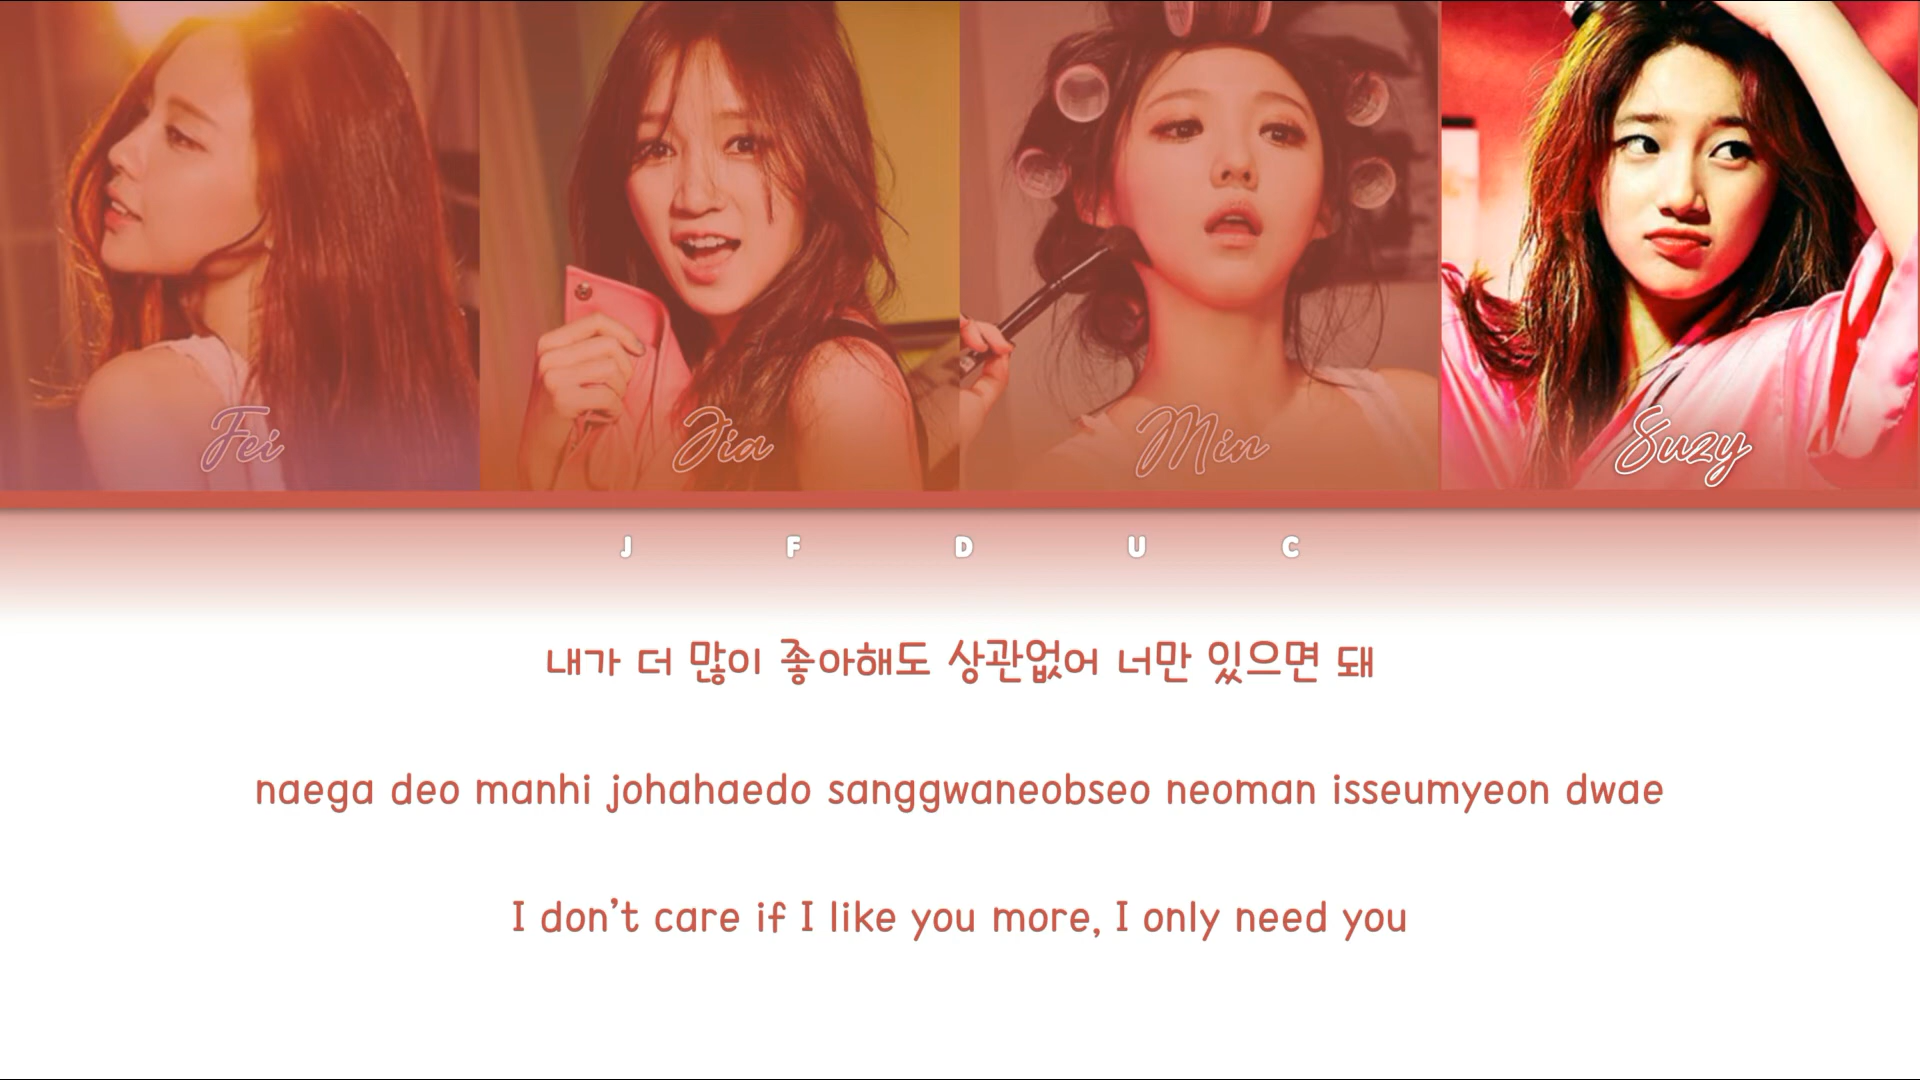 Fei Jia Min Suzy
J F D U C
내가 더 많이 좋아해도 상관없어 너만 있으면 돼
naega deo manhi johahaedo sanggwaneobseo neoman isseumyeon dwae
I don't care if I like you more, I only need you